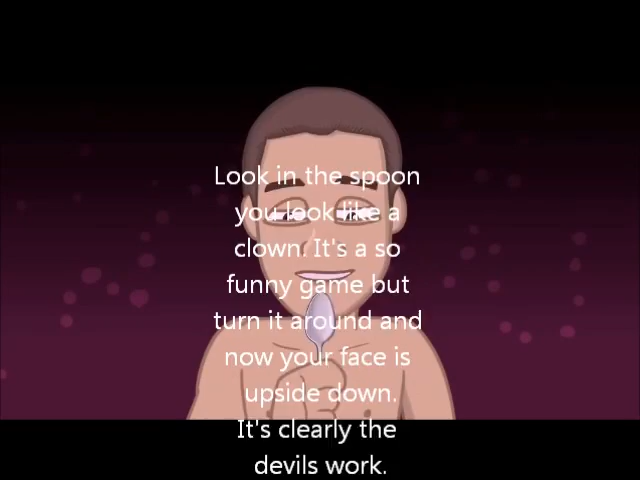 Look in the spoon
you look like a
clown. It's a so
funny game but
turn it around and
now your face is
upside down.
It's clearly the
devils work.